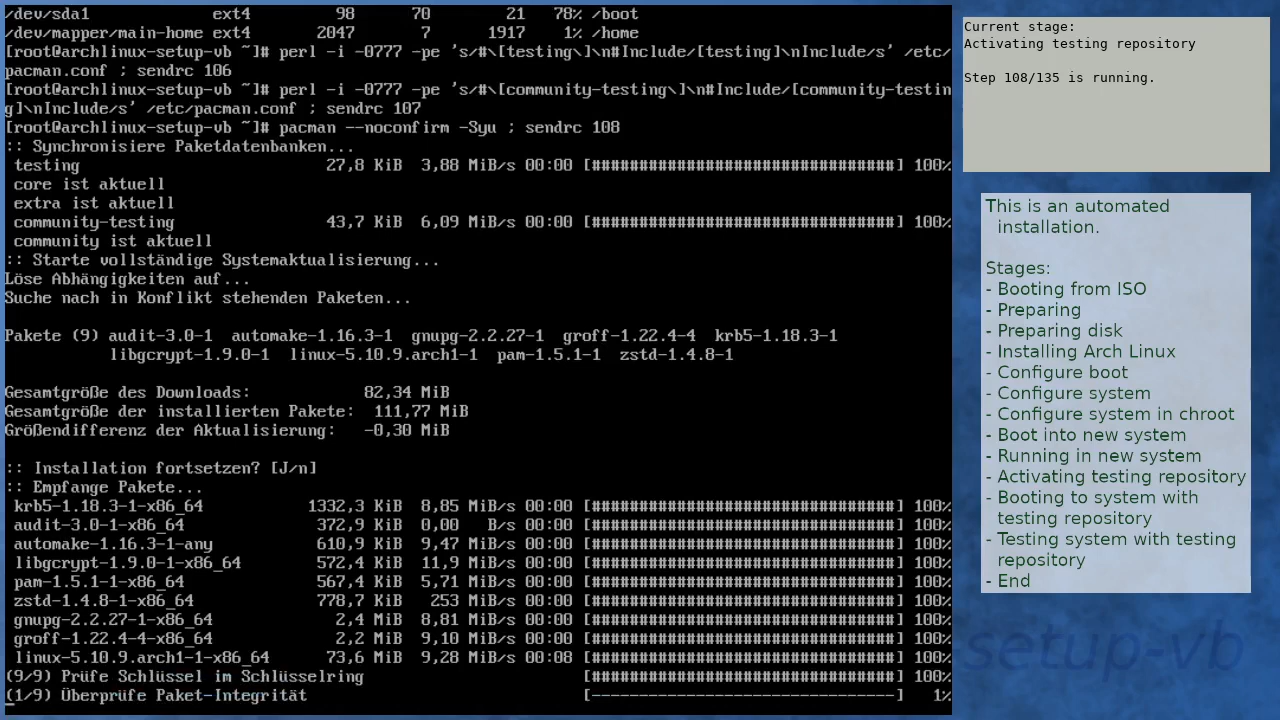 /dev/sda1             ext4         98      70        21   78% /boot
/dev/mapper/main-home ext4       2047       7      1917    1% /home
[root@archlinux-setup-vb ~]# perl -i -0777 -pe 's/#\[testing\]\n#Include/[testing]\nInclude/s' /etc/
pacman.conf ; sendrc 106
[root@archlinux-setup-vb ~]# perl -i -0777 -pe 's/#\[community-testing\]\n#Include/[community-testin
g]\nInclude/s' /etc/pacman.conf ; sendrc 107
[root@archlinux-setup-vb ~]# pacman --noconfirm -Syu ; sendrc 108
:: Synchronisiere Paketdatenbanken...
 testing                 27,8 KiB  3,88 MiB/s 00:00 [################################] 100%
 core ist aktuell
 extra ist aktuell
 community-testing       43,7 KiB  6,09 MiB/s 00:00 [################################] 100%
 community ist aktuell
:: Starte vollständige Systemaktualisierung...
Löse Abhängigkeiten auf...
Suche nach in Konflikt stehenden Paketen...
Pakete (9) audit-3.0-1  automake-1.16.3-1  gnupg-2.2.27-1  groff-1.22.4-4  krb5-1.18.3-1
           libgcrypt-1.9.0-1  linux-5.10.9.arch1-1  pam-1.5.1-1  zstd-1.4.8-1
Gesamtgröße des Downloads:            82,34 MiB
Gesamtgröße der installierten Pakete:  111,77 MiB
Größendifferenz der Aktualisierung:   -0,30 MiB
:: Installation fortsetzen? [J/n]
:: Empfange Pakete...
 krb5-1.18.3-1-x86_64           1332,3 KiB  8,85 MiB/s 00:00 [################################] 100%
 audit-3.0-1-x86_64              372,9 KiB  0,00   B/s 00:00 [################################] 100%
 automake-1.16.3-1-any           610,9 KiB  9,47 MiB/s 00:00 [################################] 100%
 libgcrypt-1.9.0-1-x86_64        572,4 KiB  11,9 MiB/s 00:00 [################################] 100%
 pam-1.5.1-1-x86_64              567,4 KiB  5,71 MiB/s 00:00 [################################] 100%
 zstd-1.4.8-1-x86_64             778,7 KiB   253 MiB/s 00:00 [################################] 100%
 gnupg-2.2.27-1-x86_64             2,4 MiB  8,81 MiB/s 00:00 [################################] 100%
 groff-1.22.4-4-x86_64             2,2 MiB  9,10 MiB/s 00:00 [################################] 100%
 linux-5.10.9.arch1-1-x86_64      73,6 MiB  9,28 MiB/s 00:08 [################################] 100%
(9/9) Prüfe Schlüssel im Schlüsselring                       [################################] 100%
(1/9) Überprüfe Paket-Integrität                             [--------------------------------]   1%
Current stage:
Activating testing repository
Step 108/135 is running.
This is an automated
installation.
Stages:
- Booting from ISO
- Preparing
- Preparing disk
- Installing Arch Linux
- Configure boot
- Configure system
- Configure system in chroot
- Boot into new system
- Running in new system
- Activating testing repository
- Booting to system with
testing repository
- Testing system with testing
repository
- End
setup-vb